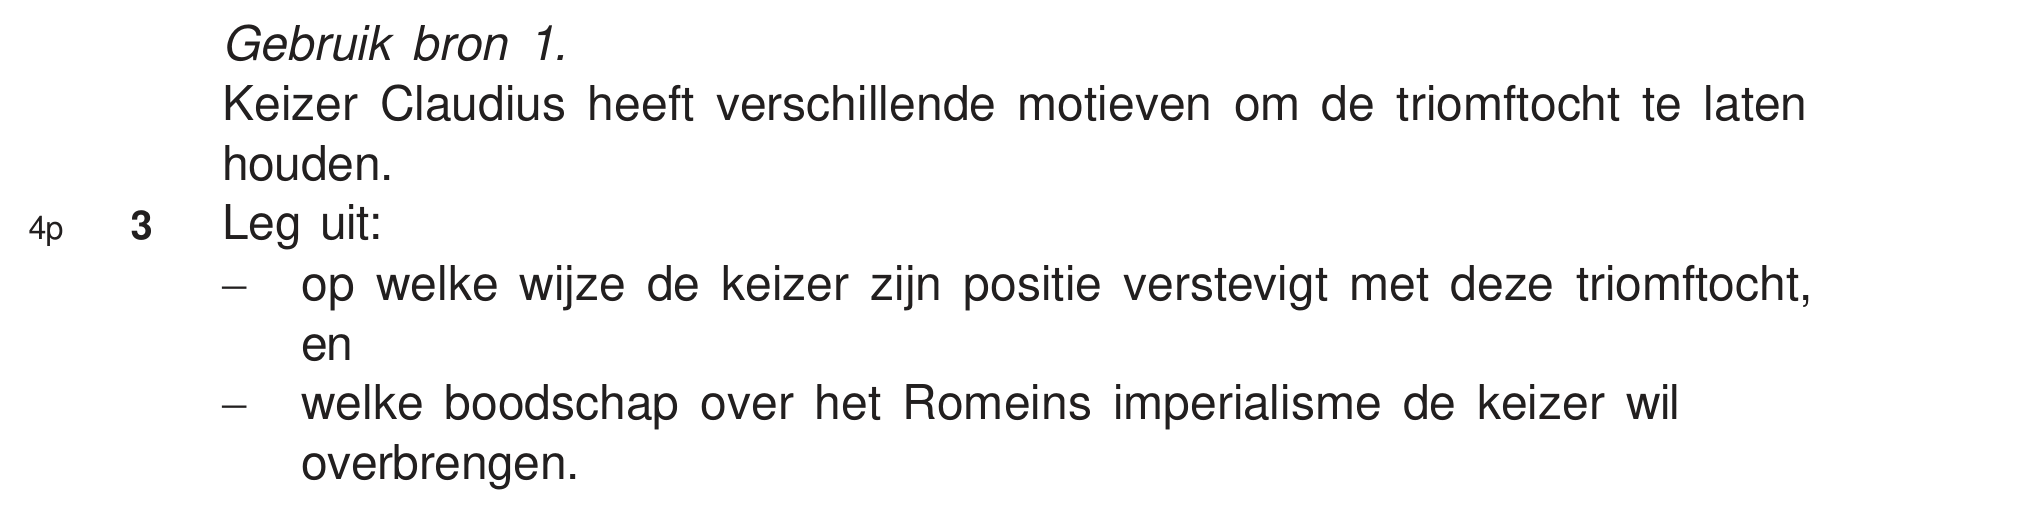 Gebruik bron 1.
Keizer Claudius heeft verschillende motieven om de triomftocht te laten
houden.
4p 3 Leg uit:
– op welke wijze de keizer zijn positie verstevigt met deze triomftocht,
en
– welke boodschap over het Romeins imperialisme de keizer wil
overbrengen.